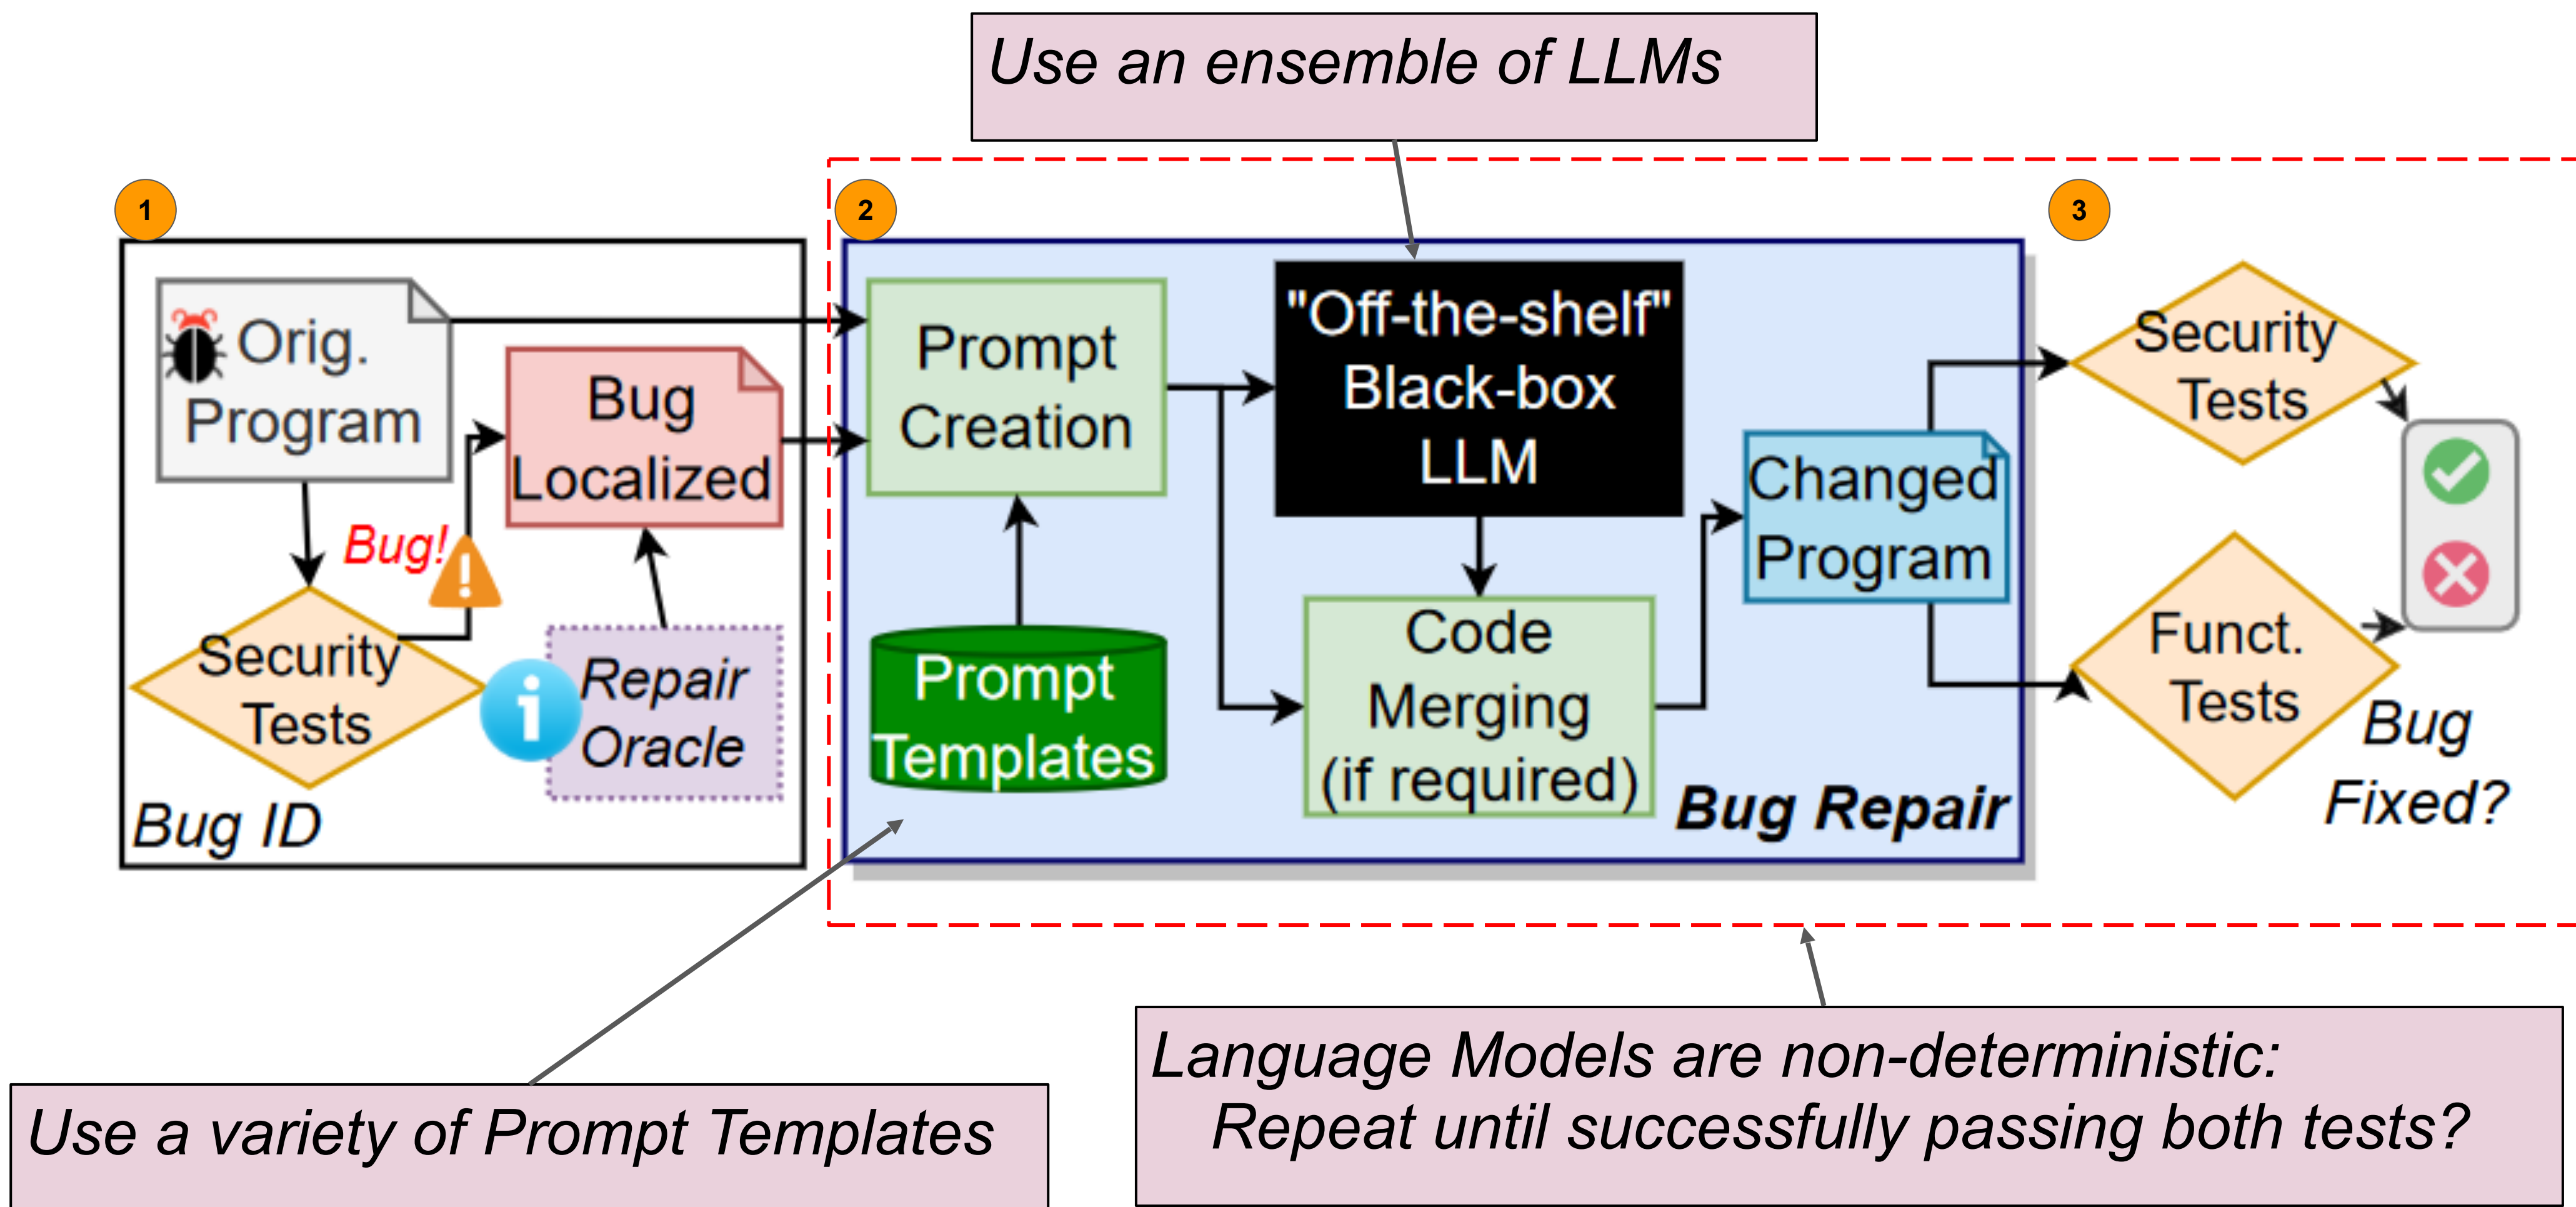 Use an ensemble of LLMs
1
2
3
Orig.
Program
Bug
Localized
Bug!
Security
Tests
Repair
Oracle
Bug ID
Prompt
Creation
Prompt
Templates
"Off-the-shelf"
Black-box
LLM
Code
Merging
(if required)
Changed
Program
Bug Repair
Security
Tests
Funct.
Tests
Bug
Fixed?
Use a variety of Prompt Templates
Language Models are non-deterministic:
Repeat until successfully passing both tests?